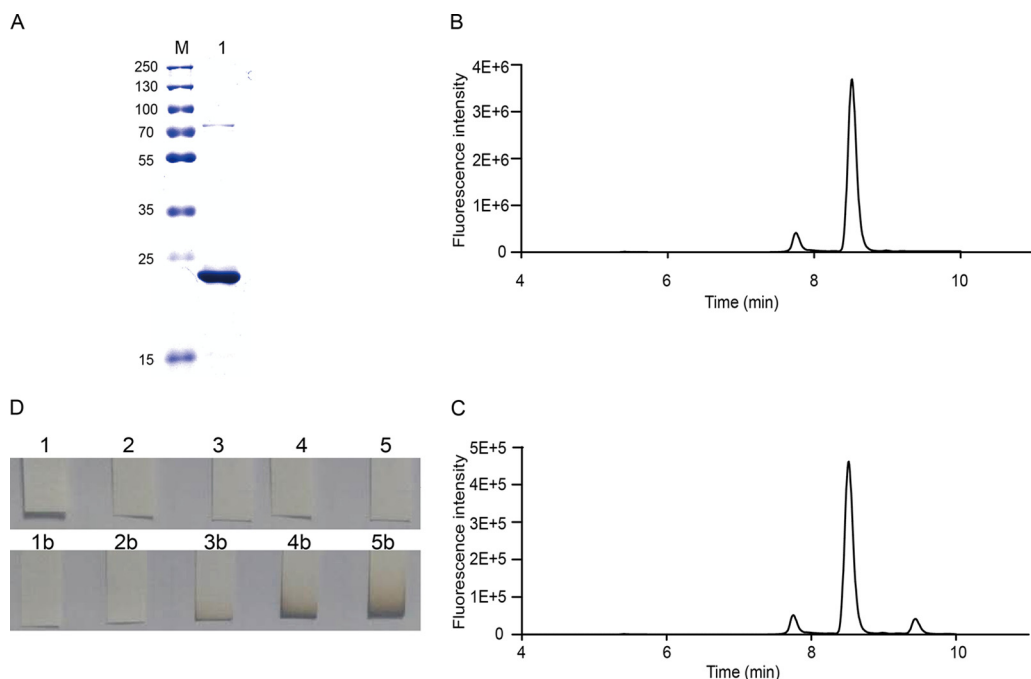 A
M 1
250
130
100
70
55
35
25
15
B
Fluorescence intensity
4E+6
3E+6
2E+6
1E+6
0
4 6 8 10
Time (min)
D
1 2 3 4 5
1b 2b 3b 4b 5b
C
Fluorescence intensity
5E+5
4E+5
3E+5
2E+5
1E+5
0
4 6 8 10
Time (min)